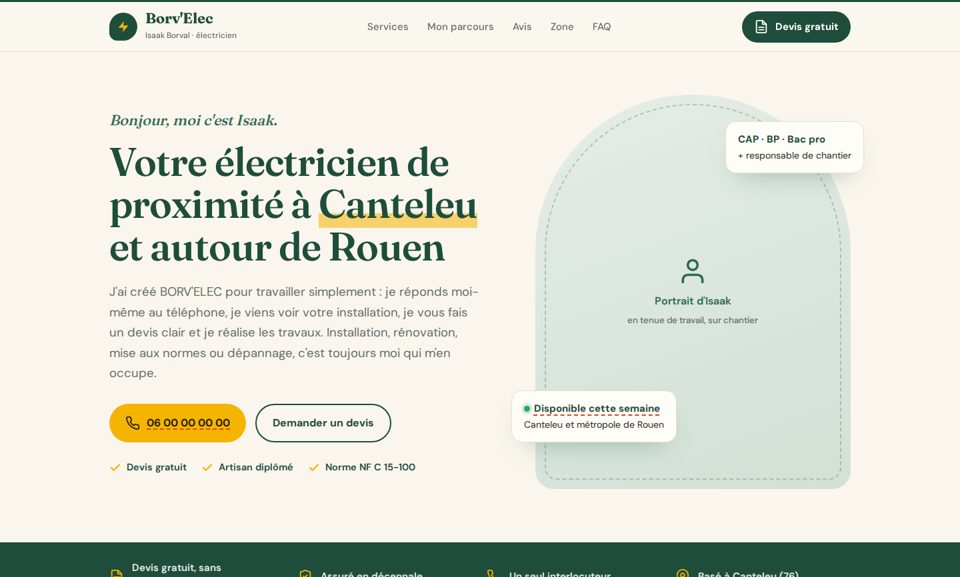 Borv'Elec
Isaak Borval · électricien
Services
Mon parcours
Avis
Zone
FAQ
Devis gratuit
Bonjour, moi c'est Isaak.
Votre électricien de
proximité à Canteleu
et autour de Rouen
J'ai créé BORV'ELEC pour travailler simplement : je réponds moi-
même au téléphone, je viens voir votre installation, je vous fais
un devis clair et je réalise les travaux. Installation, rénovation,
mise aux normes ou dépannage, c'est toujours moi qui m'en
occupe.
06 00 00 00 00
Demander un devis
Devis gratuit
Artisan diplômé
Norme NF C 15-100
CAP · BP · Bac pro
+ responsable de chantier
Portrait d'Isaak
en tenue de travail, sur chantier
Disponible cette semaine
Canteleu et métropole de Rouen
Devis gratuit, sans
Assuré en décennale
Un seul interlocuteur
Basé à Canteleu (76)